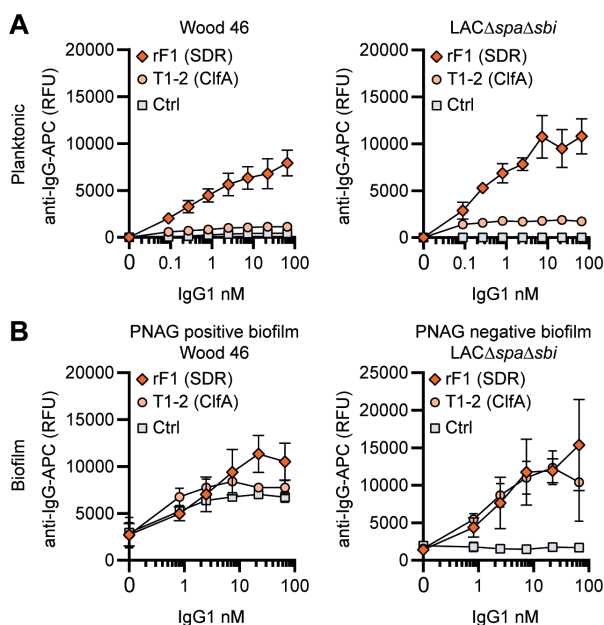 A
Wood 46
LACΔspaΔsbi
Planktonic
anti-IgG-APC (RFU)
20000
15000
10000
5000
0
rF1 (SDR)
T1-2 (ClfA)
Ctrl
0 0.1 1 10 100
IgG1 nM
anti-IgG-APC (RFU)
20000
15000
10000
5000
0
rF1 (SDR)
T1-2 (ClfA)
Ctrl
0 0.1 1 10 100
IgG1 nM
B
PNAG positive biofilm
Wood 46
PNAG negative biofilm
LACΔspaΔsbi
Biofilm
anti-IgG-APC (RFU)
20000
15000
10000
5000
0
rF1 (SDR)
T1-2 (ClfA)
Ctrl
0 1 10 100
IgG1 nM
anti-IgG-APC (RFU)
25000
20000
15000
10000
5000
0
rF1 (SDR)
T1-2 (ClfA)
Ctrl
0 1 10 100
IgG1 nM